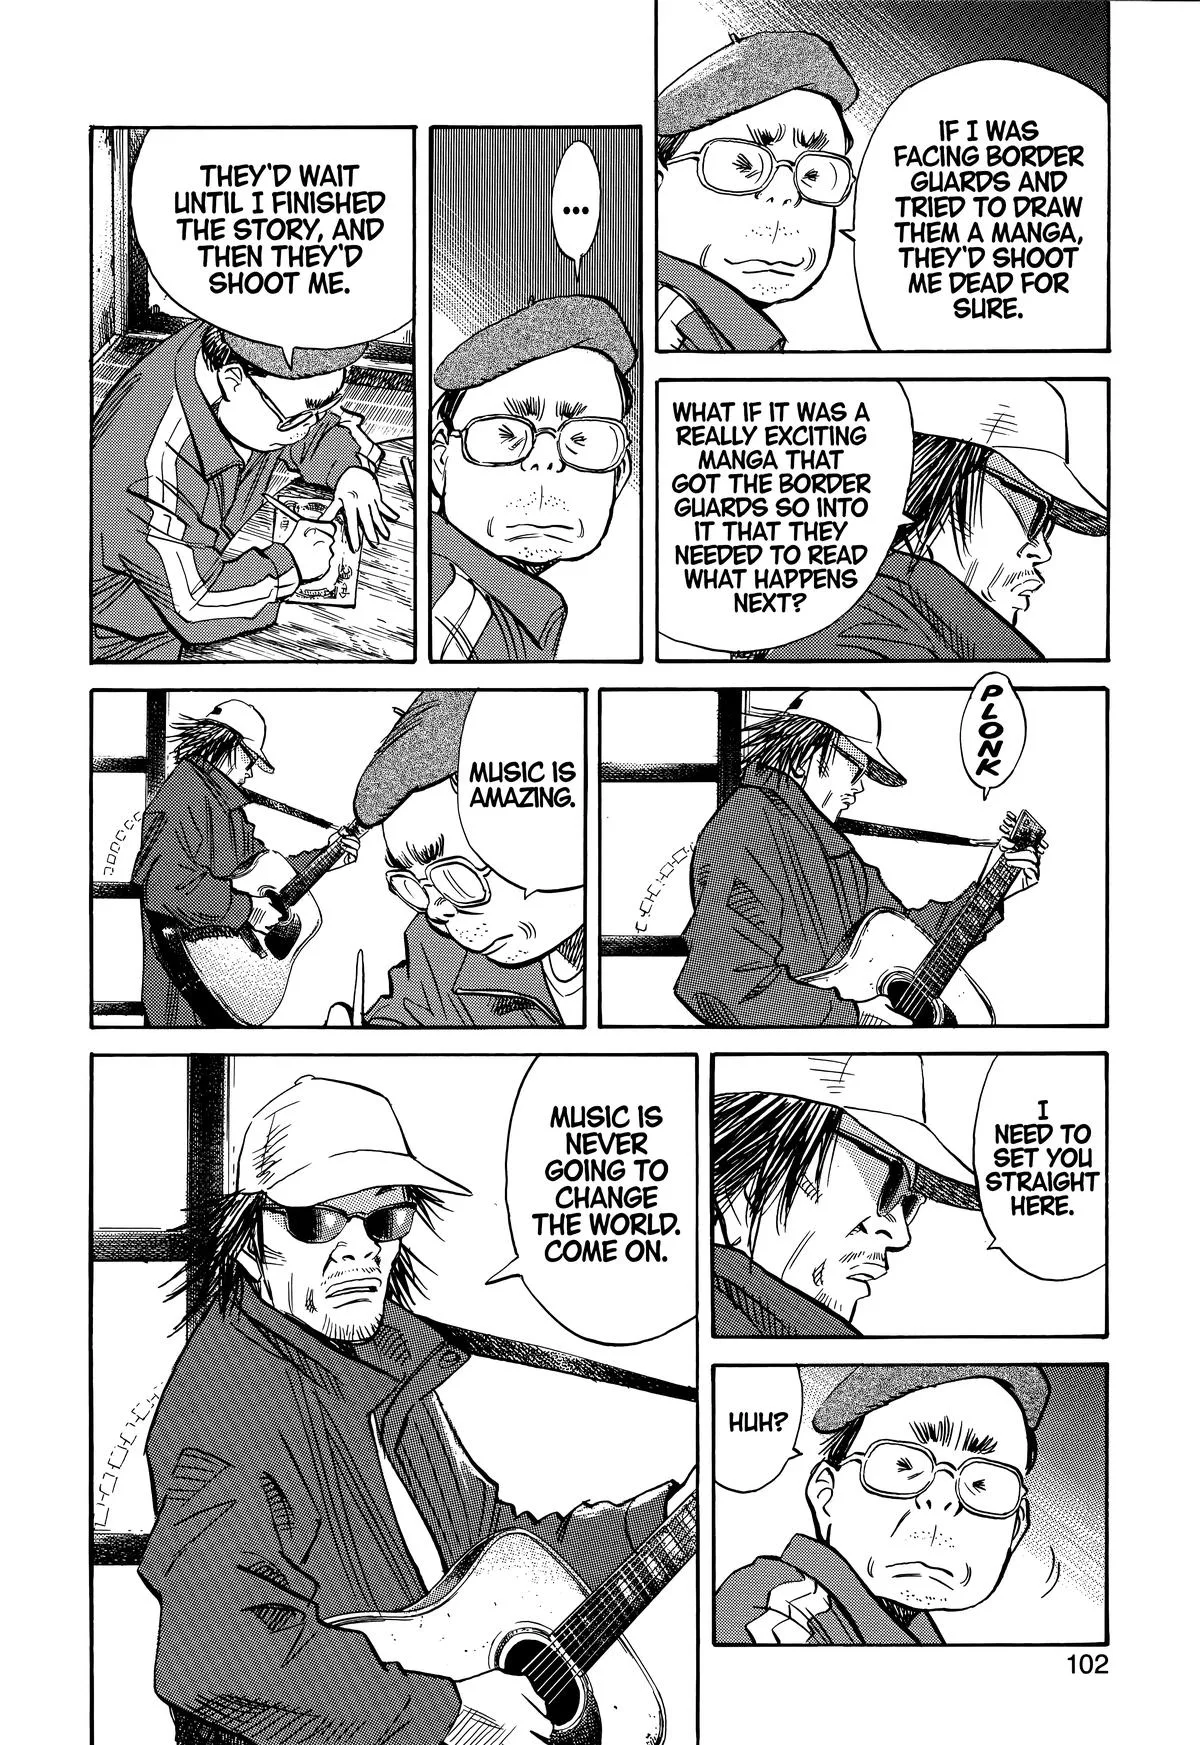 IF I WAS
FACING BORDER
GUARDS AND
TRIED TO DRAW
THEM A MANGA,
THEY'D SHOOT
ME DEAD FOR
SURE.
WHAT IF IT WAS A
REALLY EXCITING
MANGA THAT
GOT THE BORDER
GUARDS SO INTO
IT THAT THEY
NEEDED TO READ
WHAT HAPPENS
NEXT?
...
THEY'D WAIT
UNTIL I FINISHED
THE STORY, AND
THEN THEY'D
SHOOT ME.
PLONK
MUSIC IS
AMAZING.
I
NEED TO
SET YOU
STRAIGHT
HERE.
HUH?
MUSIC IS
NEVER
GOING TO
CHANGE
THE WORLD.
COME ON.
102